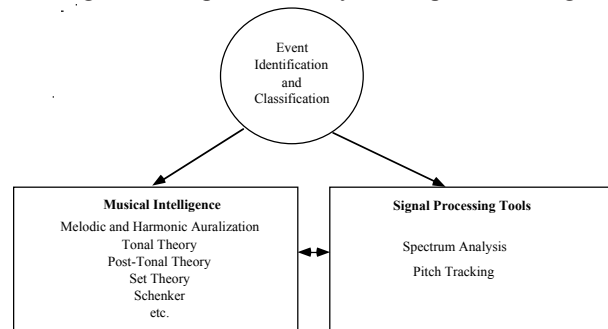 Event
Identification
and
Classification
Musical Intelligence
Melodic and Harmonic Auralization
Tonal Theory
Post-Tonal Theory
Set Theory
Schenker
etc.
Signal Processing Tools
Spectrum Analysis
Pitch Tracking